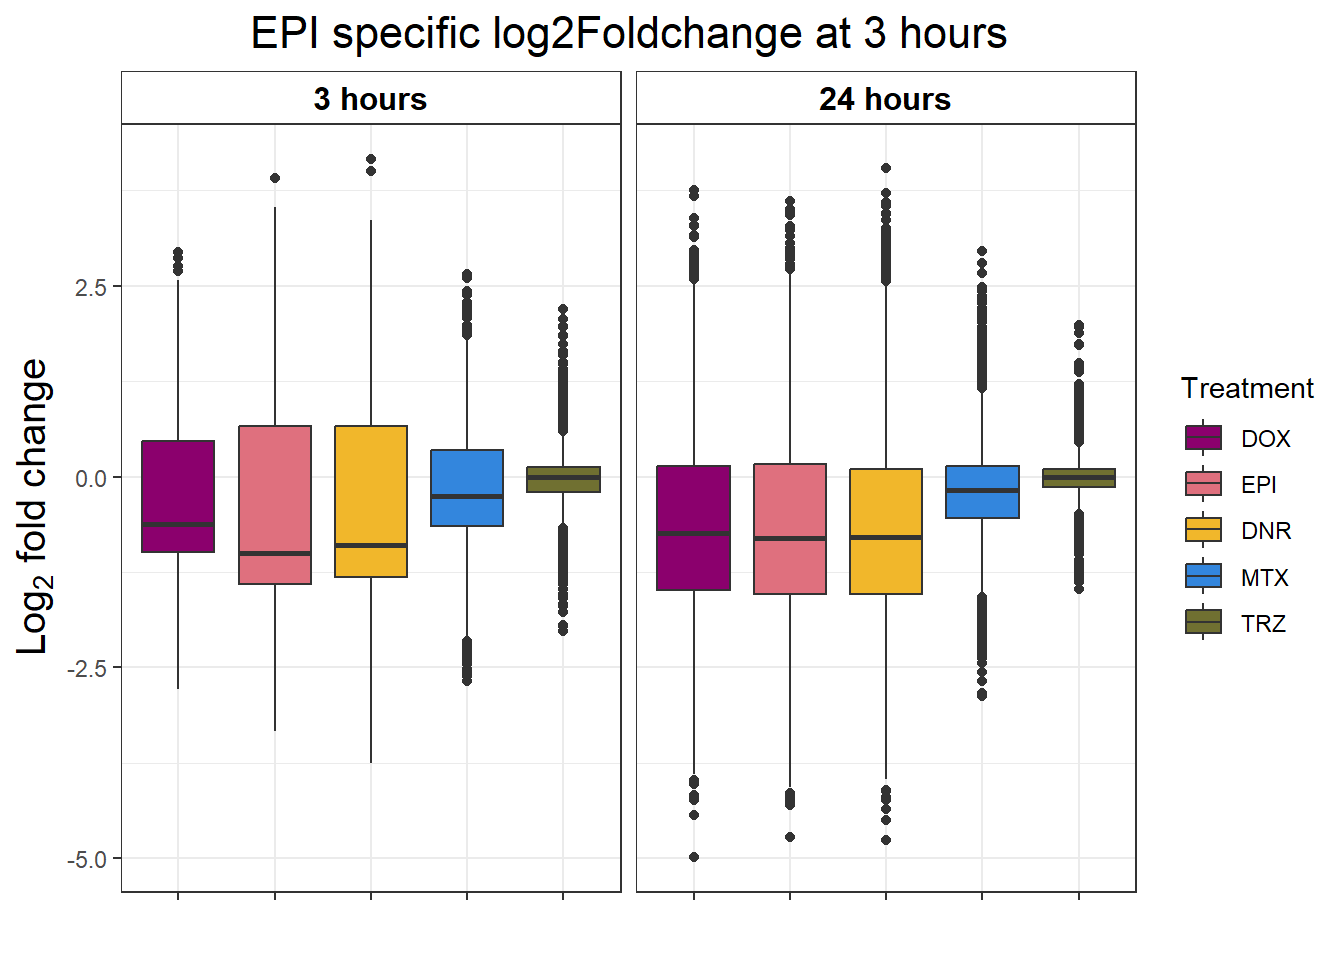 EPI specific log2Foldchange at 3 hours
3 hours
24 hours
Log₂ fold change
2.5
0.0
-2.5
-5.0
Treatment
DOX
EPI
DNR
MTX
TRZ